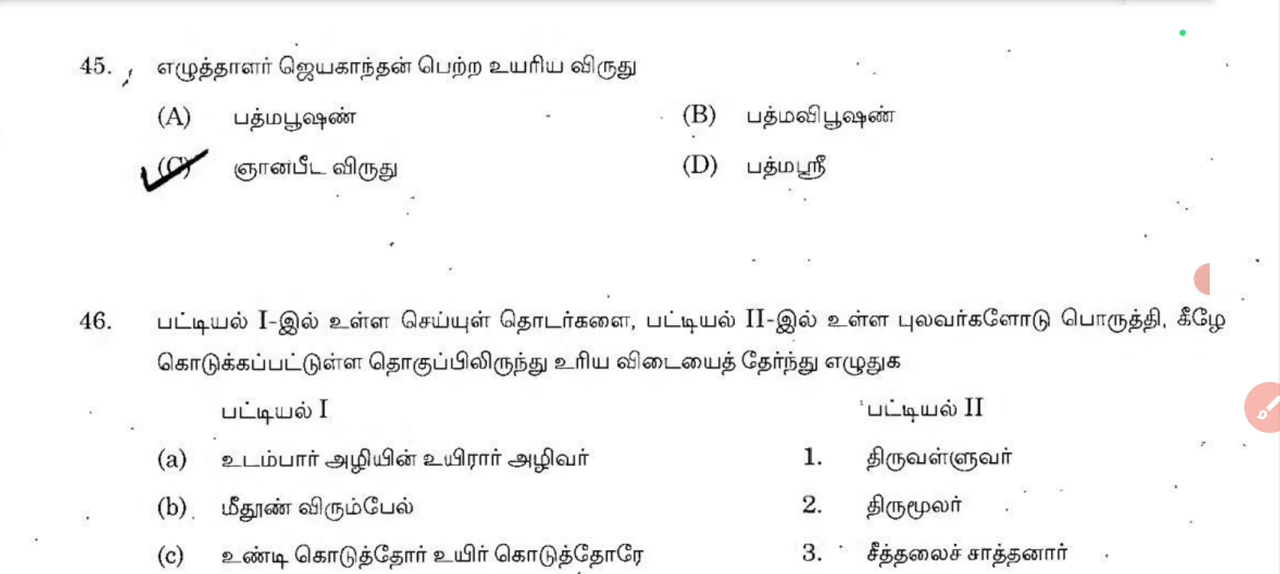 45. எழுத்தாளர் ஜெயகாந்தன் பெற்ற உயரிய விருது
(A) பத்மபூஷண் (B) பத்மவிபூஷண்
(C) ஞானபீட விருது (D) பத்மஸ்ரீ
46. பட்டியல் I-இல் உள்ள செய்யுள் தொடர்களை, பட்டியல் II-இல் உள்ள புலவர்களோடு பொருத்தி, கீழே
கொடுக்கப்பட்டுள்ள தொகுப்பிலிருந்து உரிய விடையைத் தேர்ந்து எழுதுக
பட்டியல் I பட்டியல் II
(a) உடம்பார் அழியின் உயிரார் அழிவர் 1. திருவள்ளுவர்
(b) மீதூண் விரும்பேல் 2. திருமூலர்
(c) உண்டி கொடுத்தோர் உயிர் கொடுத்தோரே 3. சீத்தலைச் சாத்தனார்